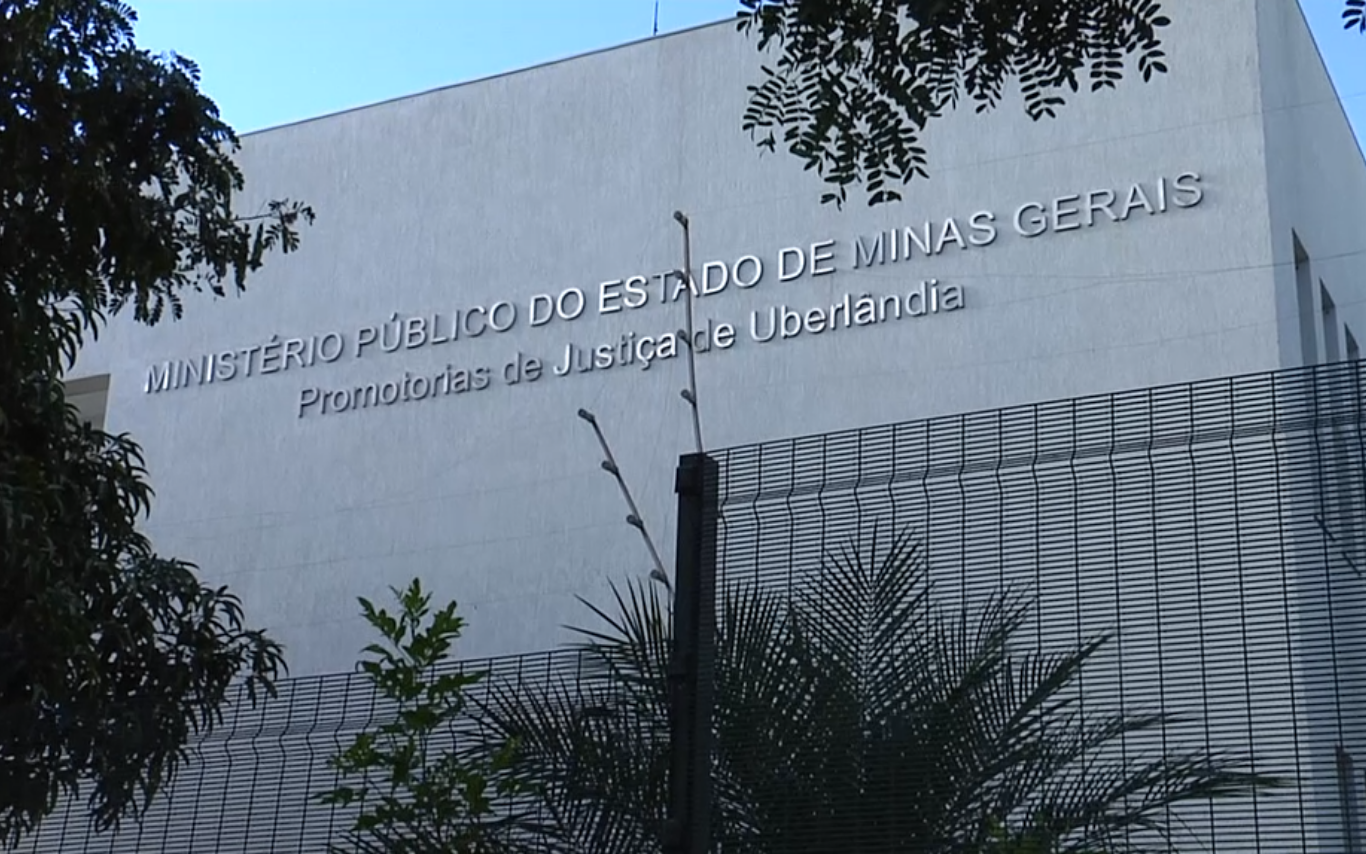 MINISTÉRIO PÚBLICO DO ESTADO DE MINAS GERAIS
Promotorias de Justiça de Uberlândia